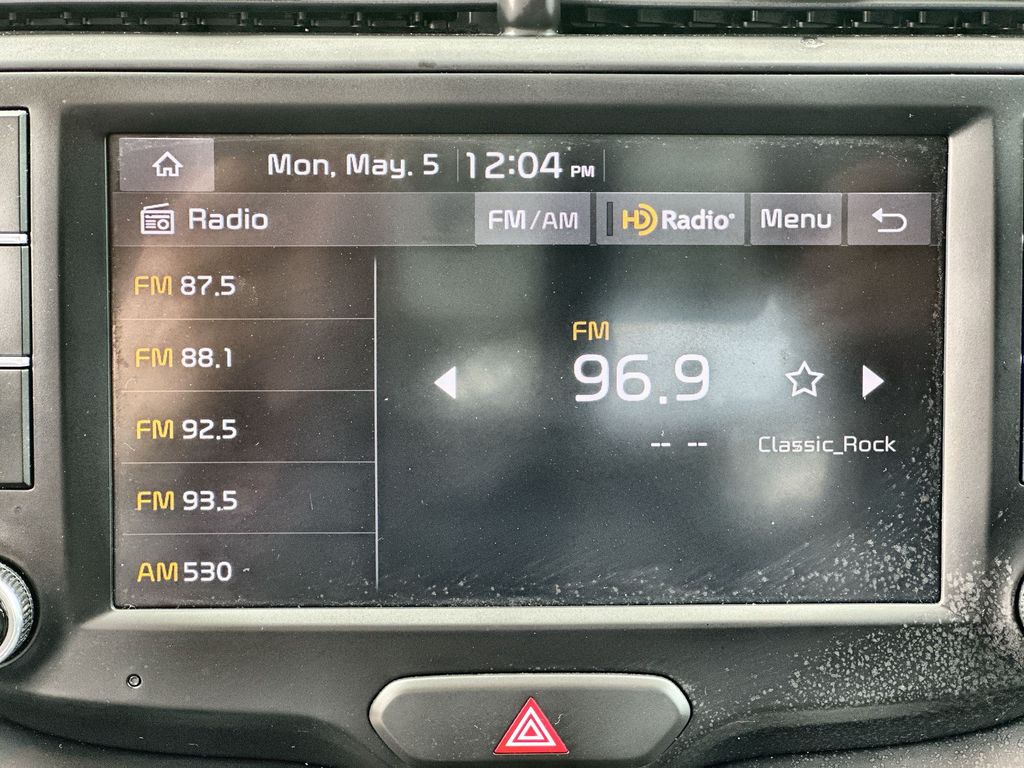 Mon, May. 5 12:04 PM
Radio FM/AM HD Radio® Menu
FM 87.5
FM 88.1
FM 92.5
FM 93.5
AM 530
FM
96.9
-- --
Classic_Rock